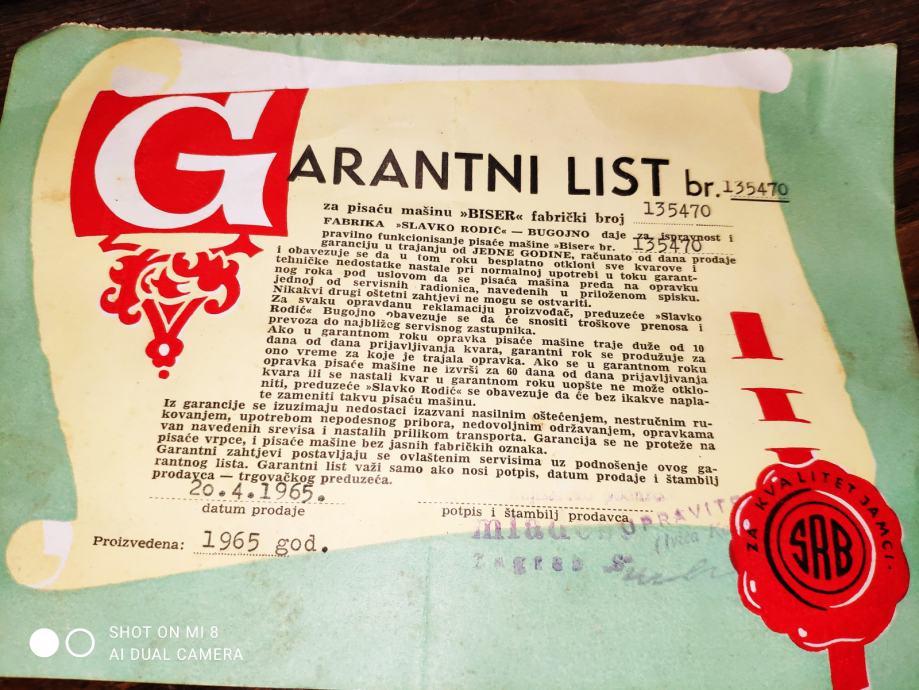 GARANTNI LIST br. 135470
za pisaću mašinu »BISER« fabrički broj 135470
FABRIKA »SLAVKO RODIĆ« — BUGOJNO daje za ispravnost i
pravilno funkcionisanje pisaće mašine »Biser« br. 135470
garanciju u trajanju od JEDNE GODINE, računato od dana prodaje
i obavezuje se da u tom roku besplatno otkloni sve kvarove i
tehničke nedostatke nastale pri normalnoj upotrebi u toku garant-
nog roka pod uslovom da se pisaća mašina preda na opravku
jednoj od servisnih radionica, navedenih u priloženom spisku.
Nikakvi drugi oštetni zahtjevi ne mogu se ostvariti.
Za svaku opravdanu reklamaciju proizvođač, preduzeće »Slavko
Rodić« Bugojno obavezuje se da će snositi troškove prenosa i
prevoza do najbližeg servisnog zastupnika.
Ako u garantnom roku opravka pisaće mašine traje duže od 10
dana od dana prijavljivanja kvara, garantni rok se produžuje za
ono vreme za koje je trajala opravka. Ako se u garantnom roku
opravka pisaće mašine ne izvrši za 60 dana od dana prijavljivanja
kvara ili se nastali kvar u garantnom roku uopšte ne može otklo-
niti, preduzeće »Slavko Rodić« se obavezuje da će bez ikakve napla-
te zameniti takvu pisaću mašinu.
Iz garancije se izuzimaju nedostaci izazvani nasilnim oštećenjem, nestručnim ru-
kovanjem, upotrebom nepodesnog pribora, nedovoljnim održavanjem, opravkama
van navedenih srevisa i nastalih prilikom transporta. Garancija se ne proteže na
pisaće vrpce, i pisaće mašine bez jasnih fabričkih oznaka.
Garantni zahtjevi postavljaju se ovlaštenim servisima uz podnošenje ovog ga-
rantnog lista. Garantni list važi samo ako nosi potpis, datum prodaje i štambilj
prodavca — trgovačkog preduzeća.
20.4.1965.
datum prodaje
potpis i štambilj prodavca
Proizvedena: 1965 god.
UPRAVITE
mlado
Zagreb
ZA KVALITET JAMCI
SRB
SHOT ON MI 8
AI DUAL CAMERA